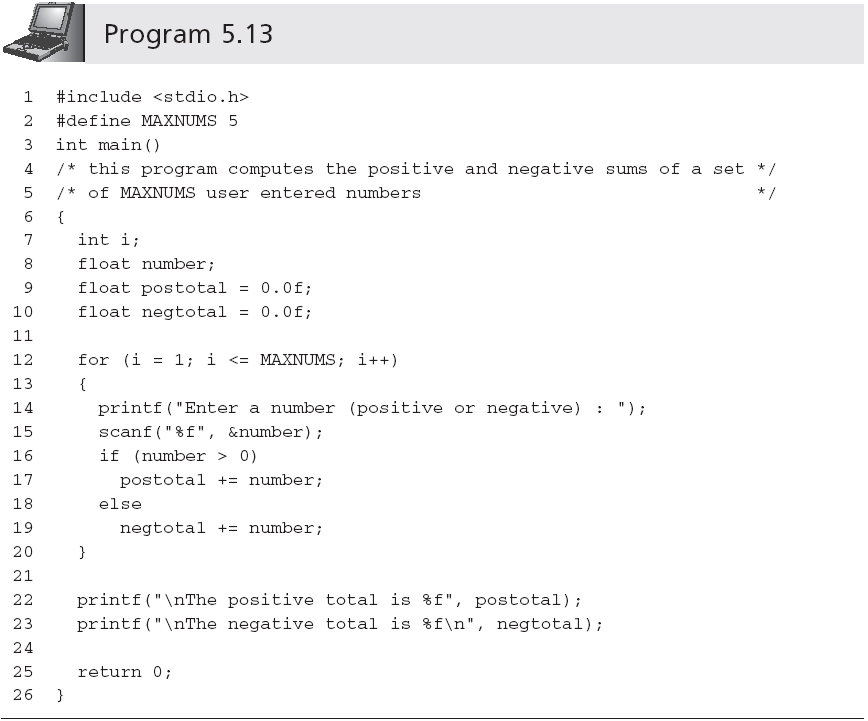 Program 5.13
1 #include <stdio.h>
2 #define MAXNUMS 5
3 int main()
4 /* this program computes the positive and negative sums of a set */
5 /* of MAXNUMS user entered numbers */
6 {
7 int i;
8 float number;
9 float postotal = 0.0f;
10 float negtotal = 0.0f;
11
12 for (i = 1; i <= MAXNUMS; i++)
13 {
14 printf("Enter a number (positive or negative) : ");
15 scanf("%f", &number);
16 if (number > 0)
17 postotal += number;
18 else
19 negtotal += number;
20 }
21
22 printf("\nThe positive total is %f", postotal);
23 printf("\nThe negative total is %f\n", negtotal);
24
25 return 0;
26 }